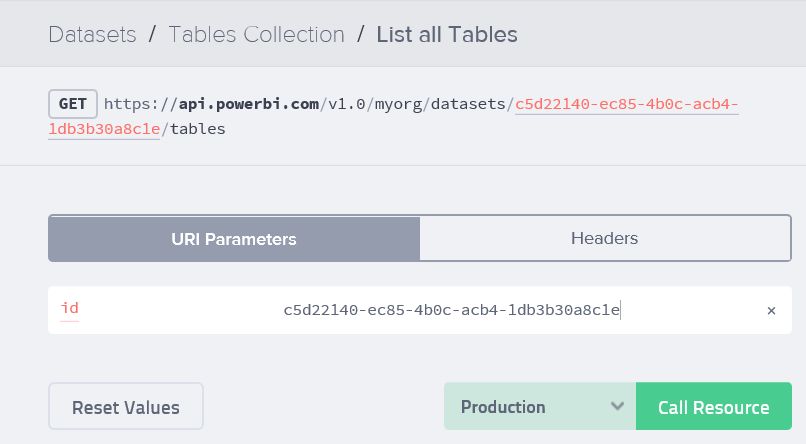 Datasets / Tables Collection / List all Tables
GET https://api.powerbi.com/v1.0/myorg/datasets/c5d22140-ec85-4b0c-acb4-
1db3b30a8c1e/tables
URI Parameters Headers
id c5d22140-ec85-4b0c-acb4-1db3b30a8c1e ×
Reset Values Production Call Resource